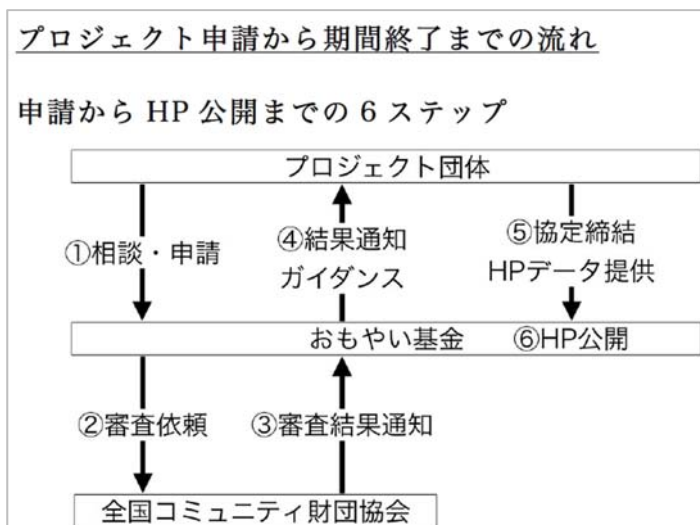 プロジェクト申請から期間終了までの流れ
申請から HP 公開までの 6 ステップ
プロジェクト団体
①相談・申請
④結果通知
ガイダンス
⑤協定締結
HPデータ提供
おもやい基金
⑥HP公開
②審査依頼
③審査結果通知
全国コミュニティ財団協会